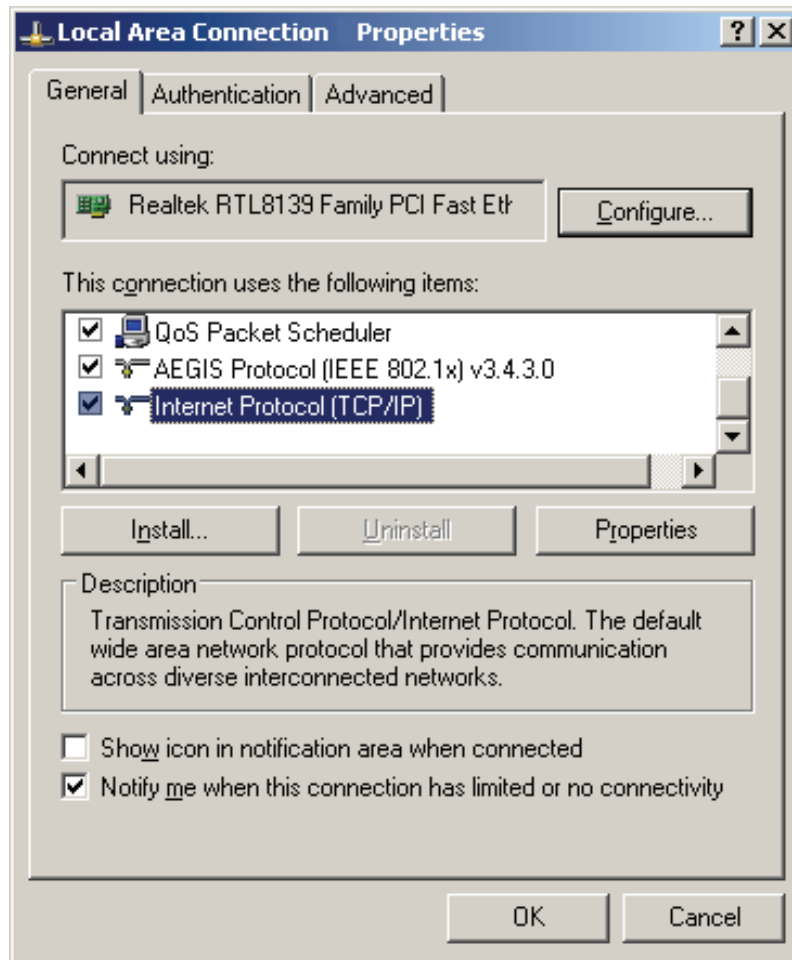 Local Area Connection Properties
General Authentication Advanced
Connect using:
Realtek RTL8139 Family PCI Fast Eth
Configure...
This connection uses the following items:
QoS Packet Scheduler
AEGIS Protocol (IEEE 802.1x) v3.4.3.0
Internet Protocol (TCP/IP)
Install... Uninstall Properties
Description
Transmission Control Protocol/Internet Protocol. The default
wide area network protocol that provides communication
across diverse interconnected networks.
Show icon in notification area when connected
Notify me when this connection has limited or no connectivity
OK Cancel